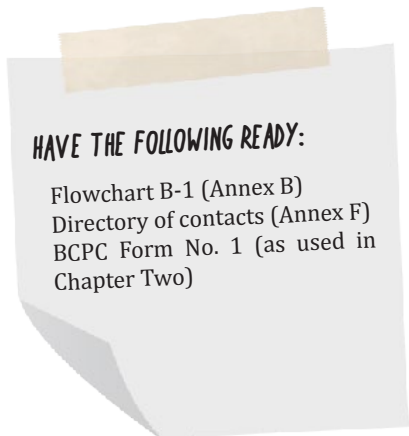 HAVE THE FOLLOWING READY:
Flowchart B-1 (Annex B)
Directory of contacts (Annex F)
BCPC Form No. 1 (as used in
Chapter Two)